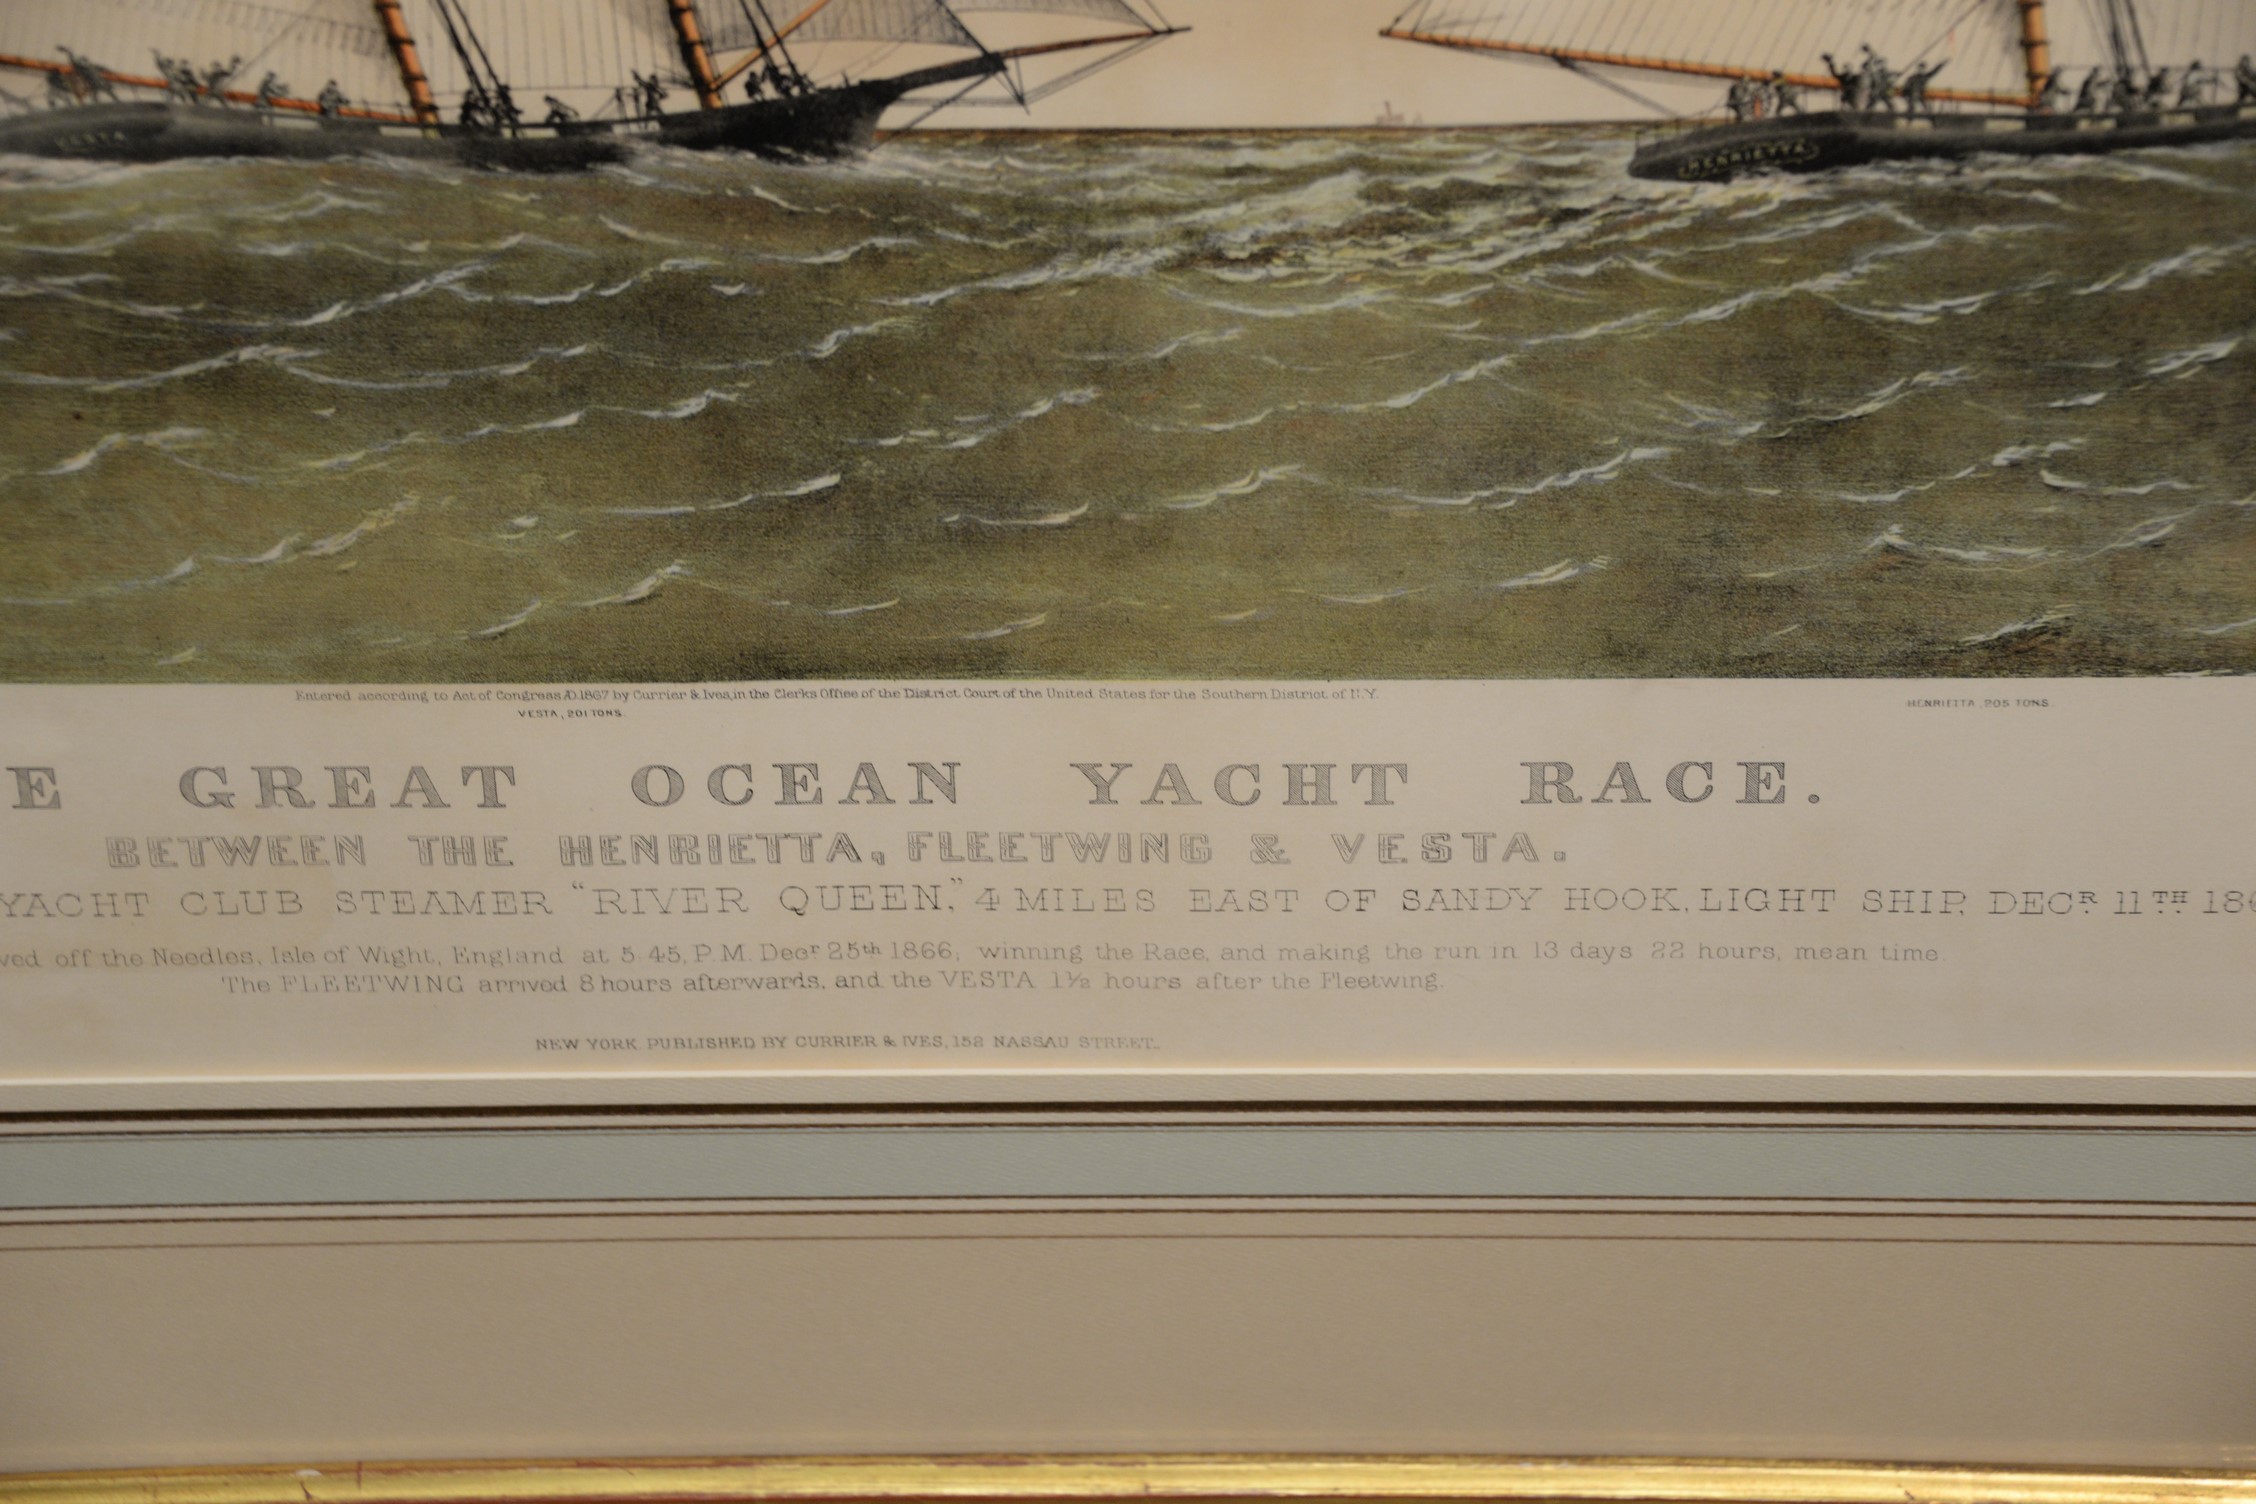 VESTA
HENRIETTA
Entered according to Act of Congress AD.1867 by Currier & Ives, in the Clerks Office of the District Court of the United States for the Southern District of N.Y.
VESTA, 201 TONS.
HENRIETTA, 205 TONS.
E GREAT OCEAN YACHT RACE.
BETWEEN THE HENRIETTA, FLEETWING & VESTA.
YACHT CLUB STEAMER "RIVER QUEEN," 4 MILES EAST OF SANDY HOOK, LIGHT SHIP, DECR. 11TH 186
ved off the Needles, Isle of Wight, England at 5.45, P.M. Decr 25th 1866, winning the Race, and making the run in 13 days 22 hours, mean time
The FLEETWING arrived 8 hours afterwards, and the VESTA 1½ hours after the Fleetwing.
NEW YORK PUBLISHED BY CURRIER & IVES, 152 NASSAU STREET.